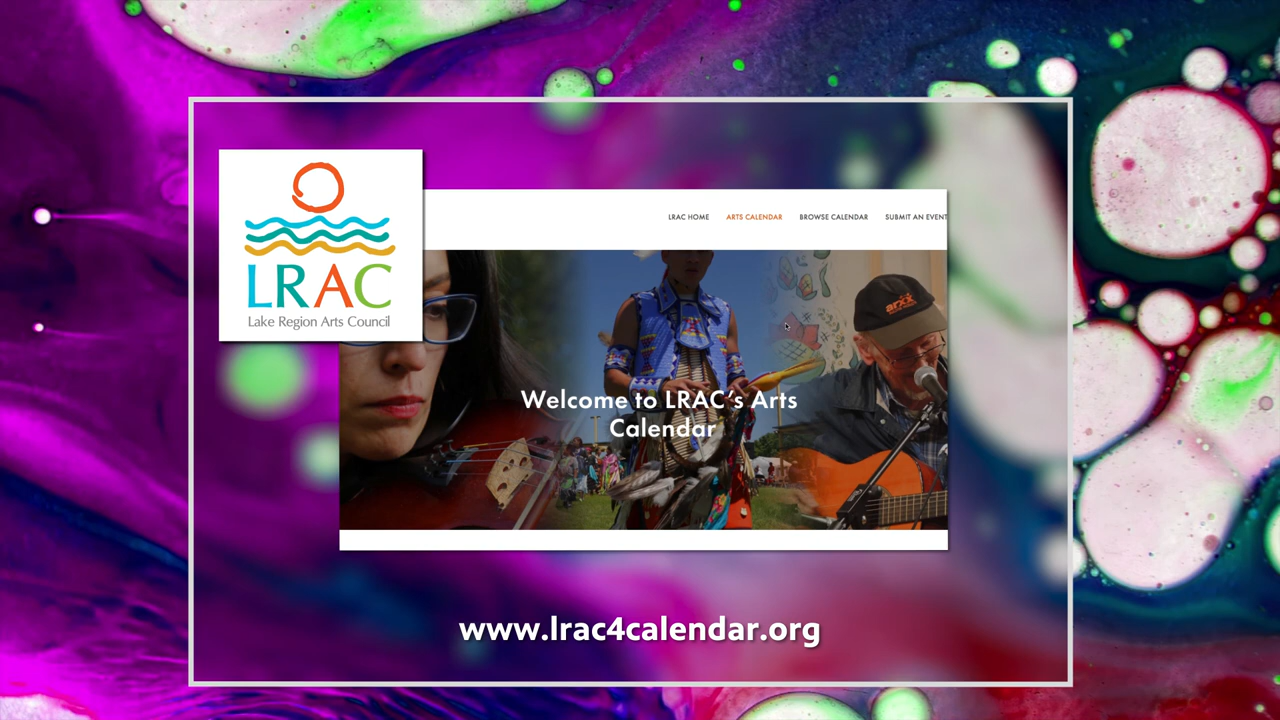 LRAC
Lake Region Arts Council
LRAC HOME ARTS CALENDAR BROWSE CALENDAR SUBMIT AN EVENT
arxx
Welcome to LRAC's Arts
Calendar
www.lrac4calendar.org